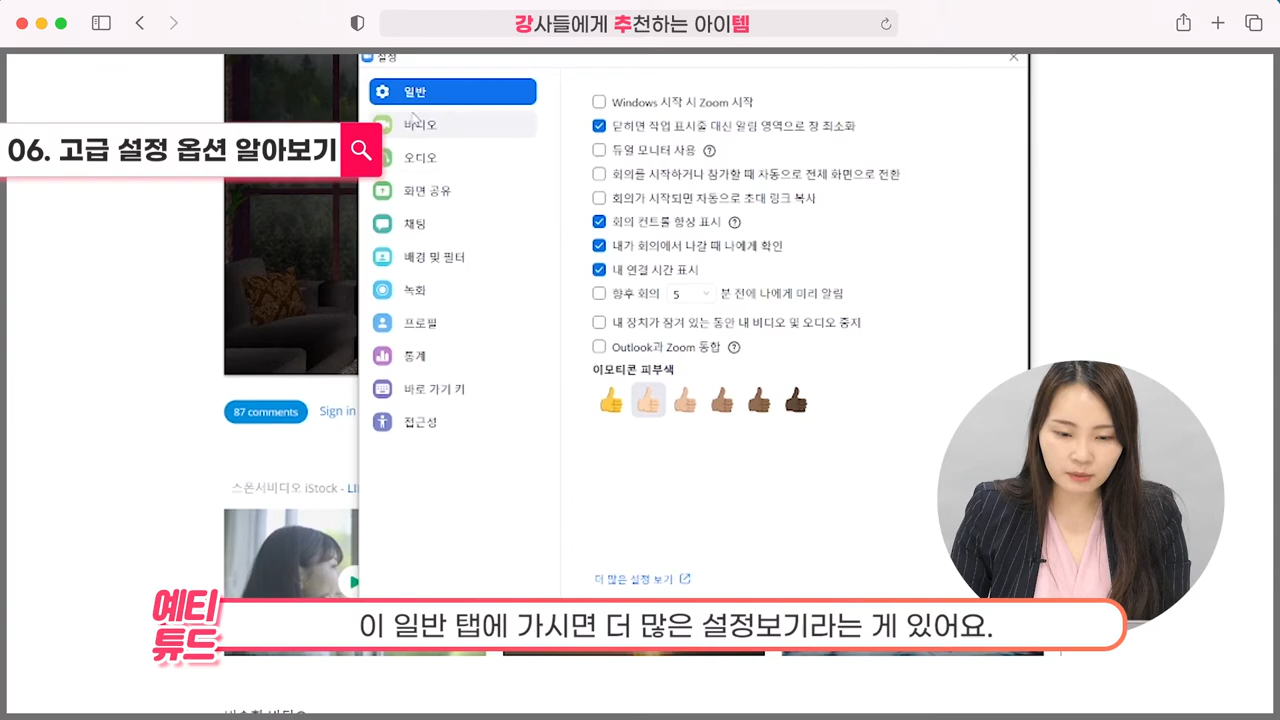 강사들에게 추천하는 아이템
설정
06. 고급 설정 옵션 알아보기
일반
비디오
오디오
화면 공유
채팅
배경 및 필터
녹화
프로필
통계
바로 가기 키
접근성
Windows 시작 시 Zoom 시작
닫히면 작업 표시줄 대신 알림 영역으로 창 최소화
듀얼 모니터 사용 ?
회의를 시작하거나 참가할 때 자동으로 전체 화면으로 전환
회의가 시작되면 자동으로 초대 링크 복사
회의 컨트롤 항상 표시 ?
내가 회의에서 나갈 때 나에게 확인
내 연결 시간 표시
향후 회의 5 분 전에 나에게 미리 알림
내 장치가 잠겨 있는 동안 내 비디오 및 오디오 중지
Outlook과 Zoom 통합 ?
이모티콘 피부색
더 많은 설정 보기
87 comments
Sign in
스폰서비디오 iStock - LI
예티튜드
이 일반 탭에 가시면 더 많은 설정보기라는 게 있어요.